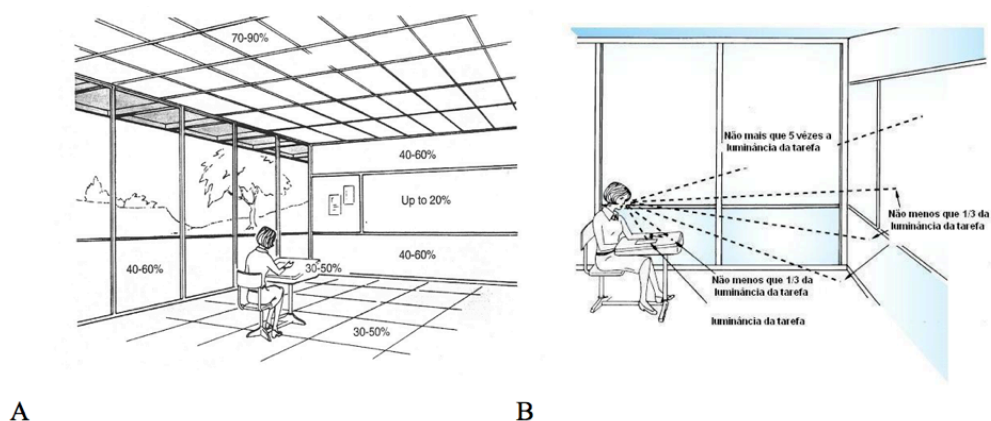 70-90%
40-60%
Up to 20%
40-60%
40-60%
30-50%
30-50%
A
Não mais que 5 vêzes a
luminância da tarefa
Não menos que 1/3 da
luminância da tarefa
Não menos que 1/3 da
luminância da tarefa
luminância da tarefa
B